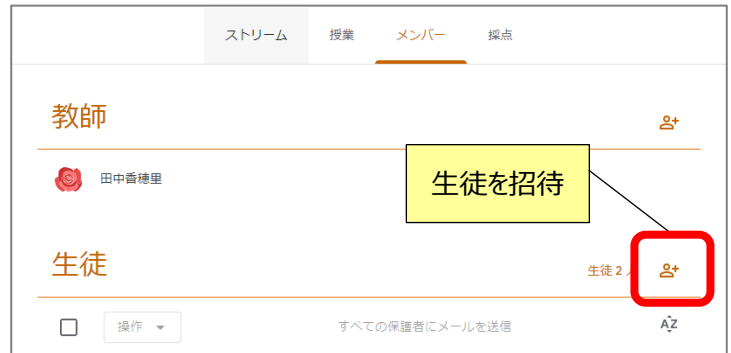 ストリーム 授業 メンバー 採点
教師
田中香穂里
生徒を招待
生徒 生徒 2
操作 すべての保護者にメールを送信 AZ